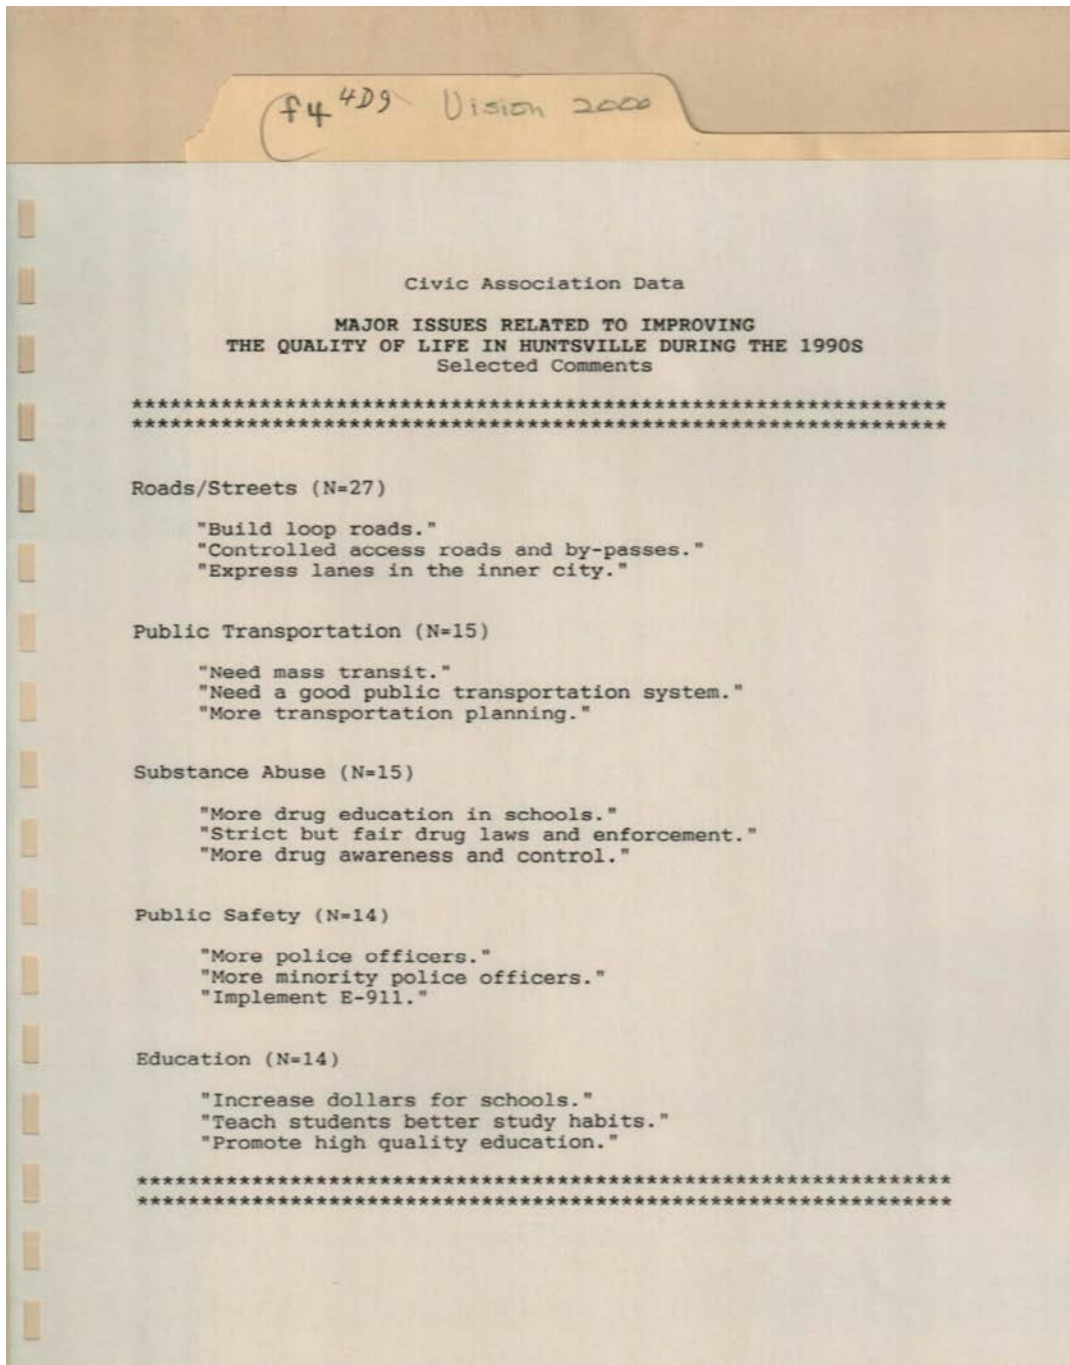 f4 4D9 Vision 2000
Civic Association Data
MAJOR ISSUES RELATED TO IMPROVING
THE QUALITY OF LIFE IN HUNTSVILLE DURING THE 1990S
Selected Comments
****************************************************************
****************************************************************
Roads/Streets (N=27)
"Build loop roads."
"Controlled access roads and by-passes."
"Express lanes in the inner city."
Public Transportation (N=15)
"Need mass transit."
"Need a good public transportation system."
"More transportation planning."
Substance Abuse (N=15)
"More drug education in schools."
"Strict but fair drug laws and enforcement."
"More drug awareness and control."
Public Safety (N=14)
"More police officers."
"More minority police officers."
"Implement E-911."
Education (N=14)
"Increase dollars for schools."
"Teach students better study habits."
"Promote high quality education."
****************************************************************
****************************************************************